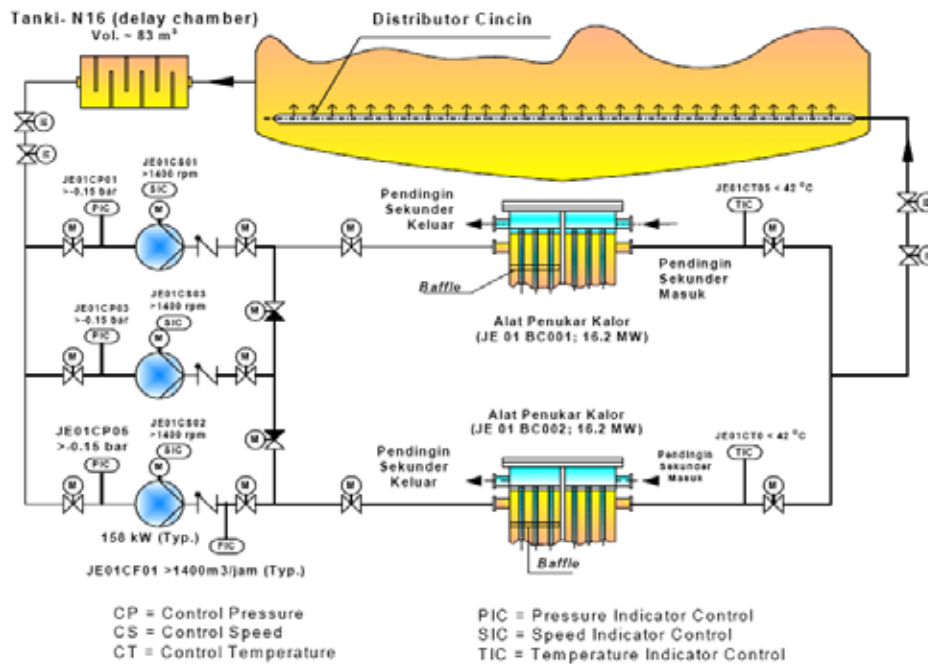 Tanki- N16 (delay chamber)
Vol. ~ 83 m³
Distributor Cincin
JE01CS01
>1400 rpm
SIC
M
JE01CP01
>-0.15 bar
PIC
M
M
M
Pendingin
Sekunder
Keluar
JE01CT05 < 42 °C
TIC
M
Baffle
Pendingin
Sekunder
Masuk
Alat Penukar Kalor
(JE 01 BC001; 16.2 MW)
JE01CS03
>1400 rpm
SIC
M
JE01CP03
>-0.15 bar
PIC
M
M
M
M
JE01CS02
>1400 rpm
SIC
M
JE01CP05
>-0.15 bar
PIC
M
M
M
Alat Penukar Kalor
(JE 01 BC002; 16.2 MW)
Pendingin
Sekunder
Keluar
Pendingin
Sekunder
Masuk
JE01CT0 < 42 °C
TIC
M
158 kW (Typ.)
FIC
Baffle
JE01CF01 >1400m3/jam (Typ.)
CP = Control Pressure
CS = Control Speed
CT = Control Temperature
PIC = Pressure Indicator Control
SIC = Speed Indicator Control
TIC = Temperature Indicator Control